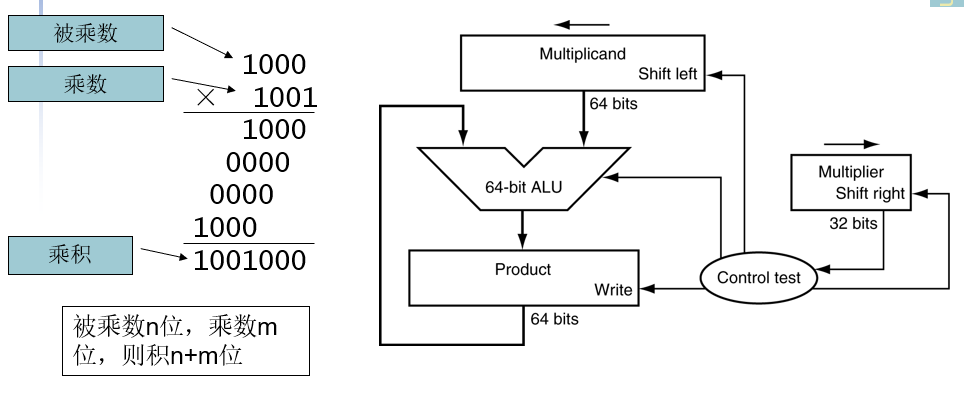 被乘数
乘数
1000
× 1001
1000
0000
0000
1000
乘积
1001000
被乘数n位，乘数m
位，则积n+m位
Multiplicand
Shift left
64 bits
64-bit ALU
Multiplier
Shift right
32 bits
Product
Write
Control test
64 bits